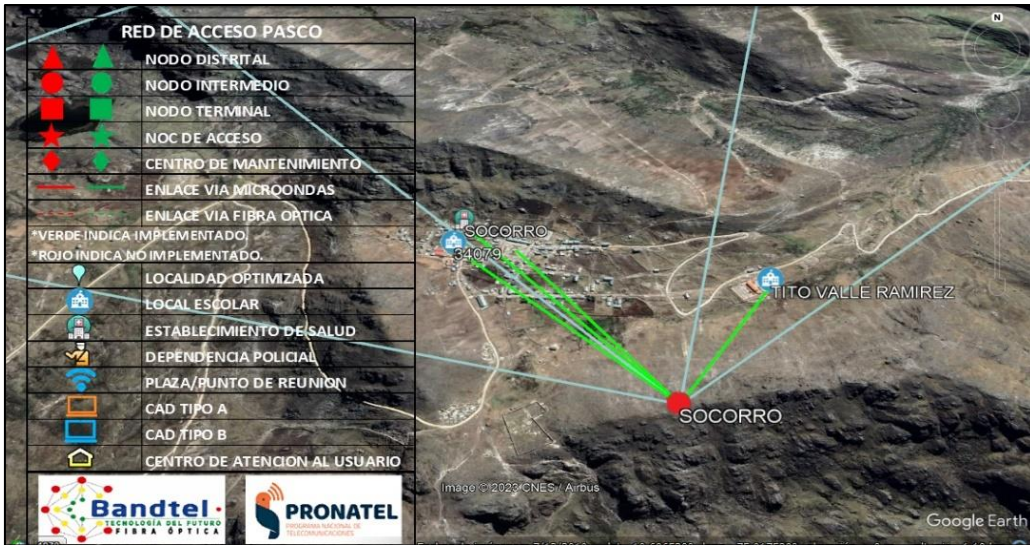 RED DE ACCESO PASCO
NODO DISTRITAL
NODO INTERMEDIO
NODO TERMINAL
NOC DE ACCESO
CENTRO DE MANTENIMIENTO
ENLACE VIA MICROONDAS
ENLACE VIA FIBRA OPTICA
*VERDE INDICA IMPLEMENTADO.
*ROJO INDICA NO IMPLEMENTADO.
LOCALIDAD OPTIMIZADA
LOCAL ESCOLAR
ESTABLECIMIENTO DE SALUD
DEPENDENCIA POLICIAL
PLAZA/PUNTO DE REUNION
CAD TIPO A
CAD TIPO B
CENTRO DE ATENCION AL USUARIO
Bandtel
TECNOLOGÍA DEL FUTURO
FIBRA ÓPTICA
PRONATEL
PROGRAMA NACIONAL DE
TELECOMUNICACIONES
N
SOCORRO
34079
TITO VALLE RAMIREZ
SOCORRO
Image © 2023 CNES / Airbus
Google Earth